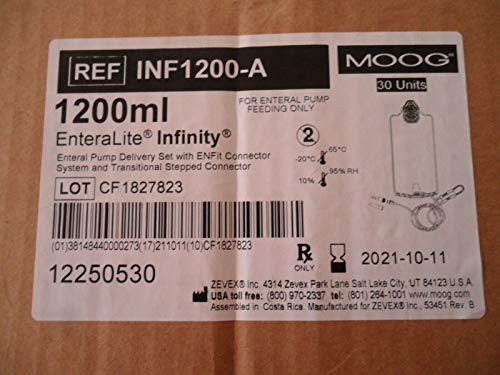 REF INF1200-A
MOOG
30 Units
1200ml
EnteraLite® Infinity®
Enteral Pump Delivery Set with ENFit Connector
System and Transitional Stepped Connector
FOR ENTERAL PUMP
FEEDING ONLY
2
65°C
-20°C
95% RH
10%
LOT CF1827823
(01)38148440000273(17)211011(10)CF1827823
12250530
Rx
ONLY
2021-10-11
ZEVEX® Inc. 4314 Zevex Park Lane Salt Lake City, UT 84123 U.S.A.
USA toll free: (800) 970-2337 Int'l: (801) 264-1001 www.moog.com
Assembled in Costa Rica. Manufactured for ZEVEX® Inc., 53451 Rev. B